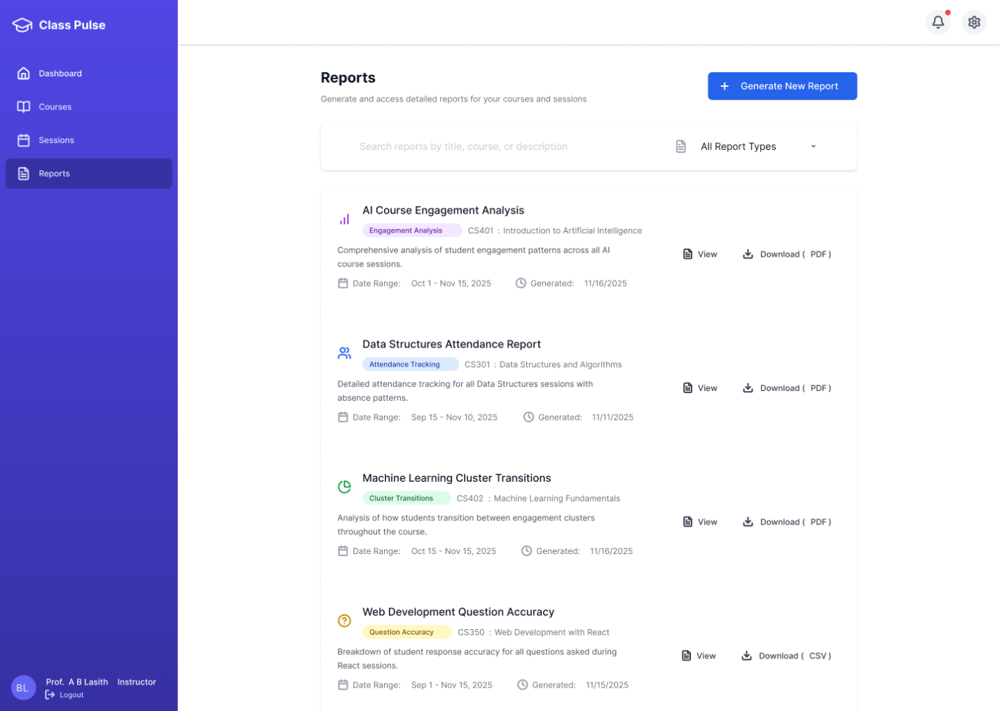 Class Pulse
Dashboard
Courses
Sessions
Reports
BL
Prof. A B Lasith Instructor
Logout
Reports
Generate and access detailed reports for your courses and sessions
+ Generate New Report
Search reports by title, course, or description
All Report Types
AI Course Engagement Analysis
Engagement Analysis CS401 : Introduction to Artificial Intelligence
Comprehensive analysis of student engagement patterns across all AI
course sessions.
Date Range: Oct 1 - Nov 15, 2025 Generated: 11/16/2025
View Download ( PDF )
Data Structures Attendance Report
Attendance Tracking CS301 : Data Structures and Algorithms
Detailed attendance tracking for all Data Structures sessions with
absence patterns.
Date Range: Sep 15 - Nov 10, 2025 Generated: 11/11/2025
View Download ( PDF )
Machine Learning Cluster Transitions
Cluster Transitions CS402 : Machine Learning Fundamentals
Analysis of how students transition between engagement clusters
throughout the course.
Date Range: Oct 15 - Nov 15, 2025 Generated: 11/16/2025
View Download ( PDF )
Web Development Question Accuracy
Question Accuracy CS350 : Web Development with React
Breakdown of student response accuracy for all questions asked during
React sessions.
Date Range: Sep 1 - Nov 15, 2025 Generated: 11/15/2025
View Download ( CSV )